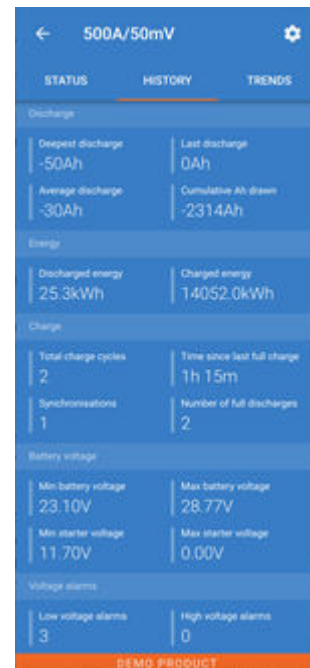 500A/50mV
STATUS HISTORY TRENDS
Discharge
Deepest discharge Last discharge
-50Ah 0Ah
Average discharge Cumulative Ah drawn
-30Ah -2314Ah
Energy
Discharged energy Charged energy
25.3kWh 14052.0kWh
Charge
Total charge cycles Time since last full charge
2 1h 15m
Synchronisations Number of full discharges
1 2
Battery voltage
Min battery voltage Max battery voltage
23.10V 28.77V
Min starter voltage Max starter voltage
11.70V 0.00V
Voltage alarms
Low voltage alarms High voltage alarms
3 0
DEMO PRODUCT